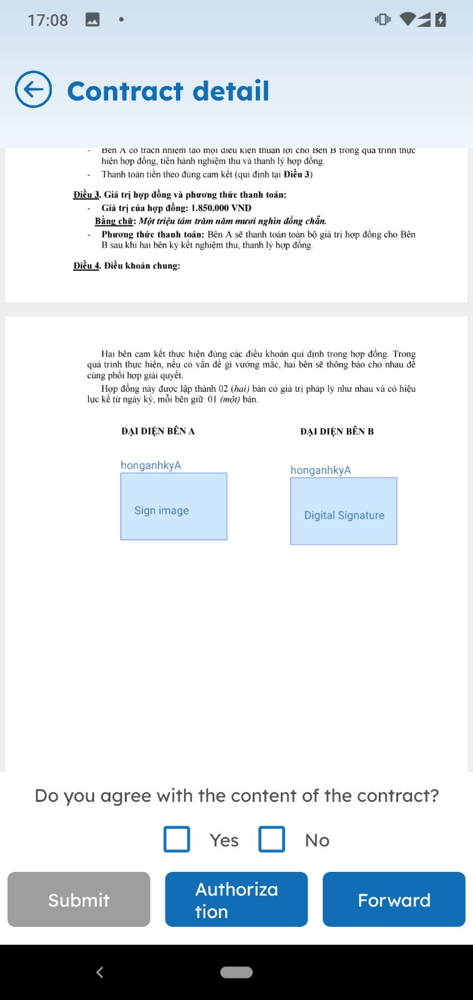 17:08
Contract detail
- Bên A có trách nhiệm tạo mọi điều kiện thuận lợi cho Bên B trong quá trình thực
hiện hợp đồng, tiến hành nghiệm thu và thanh lý hợp đồng.
- Thanh toán tiền theo đúng cam kết (qui định tại Điều 3)
Điều 3. Giá trị hợp đồng và phương thức thanh toán:
- Giá trị của hợp đồng: 1.850.000 VND
Bằng chữ: Một triệu tám trăm năm mươi nghìn đồng chẵn.
- Phương thức thanh toán: Bên A sẽ thanh toán toàn bộ giá trị hợp đồng cho Bên
B sau khi hai bên ký kết nghiệm thu, thanh lý hợp đồng.
Điều 4. Điều khoản chung:
Hai bên cam kết thực hiện đúng các điều khoản qui định trong hợp đồng. Trong
quá trình thực hiện, nếu có vấn đề gì vướng mắc, hai bên sẽ thông báo cho nhau để
cùng phối hợp giải quyết.
Hợp đồng này được lập thành 02 (hai) bản có giá trị pháp lý như nhau và có hiệu
lực kể từ ngày ký, mỗi bên giữ 01 (một) bản.
ĐẠI DIỆN BÊN A
ĐẠI DIỆN BÊN B
honganhkyA
honganhkyA
Sign image
Digital Signature
Do you agree with the content of the contract?
Yes
No
Submit
Authoriza
tion
Forward